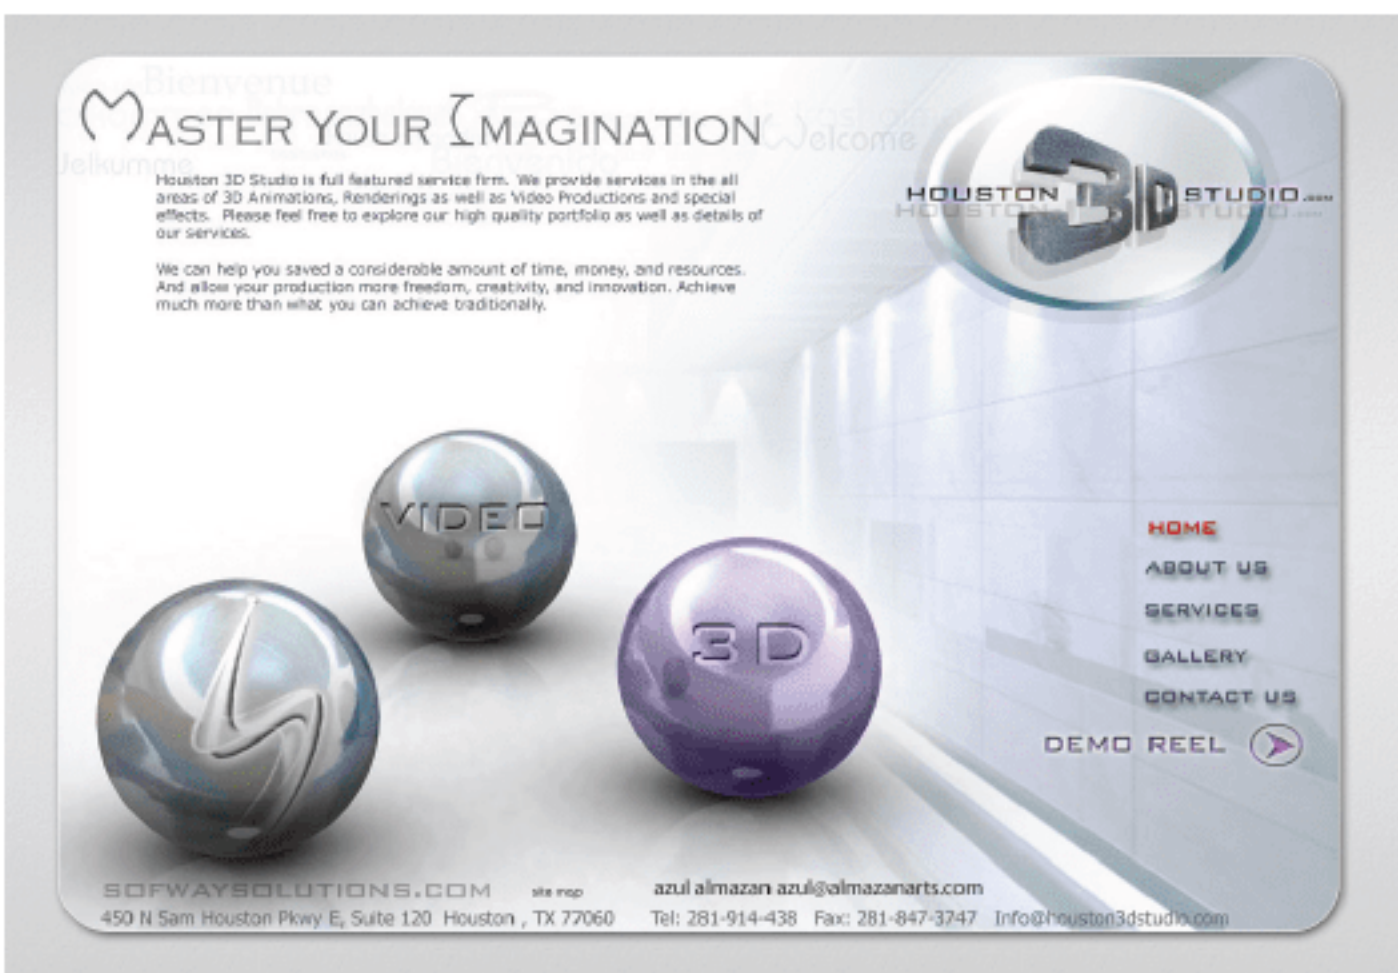 Bienvenue
MASTER YOUR IMAGINATION
Welcome
Jelkumme
Bienvenido
Houston 3D Studio is full featured service firm. We provide services in the all
areas of 3D Animations, Renderings as well as Video Productions and special
effects. Please feel free to explore our high quality portfolio as well as details of
our services.
We can help you saved a considerable amount of time, money, and resources.
And allow your production more freedom, creativity, and innovation. Achieve
much more than what you can achieve traditionally.
HOUSTON 3D STUDIO.com
VIDEO
3D
HOME
ABOUT US
SERVICES
GALLERY
CONTACT US
DEMO REEL
SOFWAYSOLUTIONS.COM site map azul almazan azul@almazanarts.com
450 N Sam Houston Pkwy E, Suite 120 Houston , TX 77060 Tel: 281-914-438 Fax: 281-847-3747 Info@houston3dstudio.com